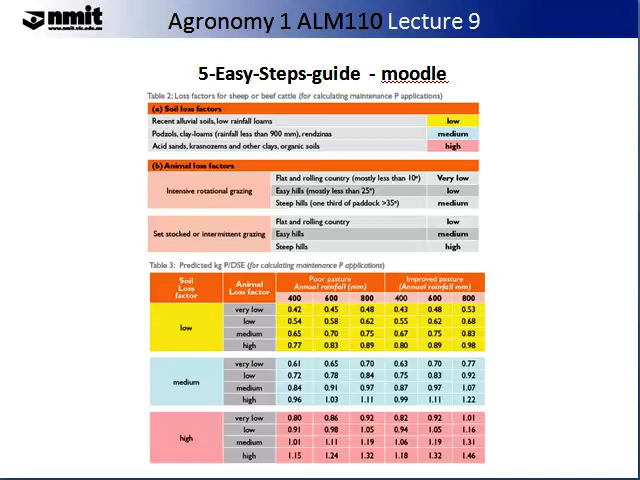 nmit
www.nmit.vic.edu.au
Agronomy 1 ALM110 Lecture 9
5-Easy-Steps-guide - moodle
Table 2: Loss factors for sheep or beef cattle (for calculating maintenance P applications)
(a) Soil loss factors
Recent alluvial soils, low rainfall loams low
Podzols, clay-loams (rainfall less than 900 mm), rendzinas medium
Acid sands, krasnozems and other clays, organic soils high
(b) Animal loss factors
Intensive rotational grazing
Flat and rolling country (mostly less than 10°) Very low
Easy hills (mostly less than 25°) low
Steep hills (one third of paddock >35°) medium
Set stocked or intermittent grazing
Flat and rolling country low
Easy hills medium
Steep hills high
Table 3: Predicted kg P/DSE (for calculating maintenance P applications)
Soil Loss factor
Animal Loss factor
Poor pasture Annual rainfall (mm)
Improved pasture (Annual rainfall (mm)
400 600 800 400 600 800
low
very low 0.42 0.45 0.48 0.43 0.48 0.53
low 0.54 0.58 0.62 0.55 0.62 0.68
medium 0.65 0.70 0.75 0.67 0.75 0.83
high 0.77 0.83 0.89 0.80 0.89 0.98
medium
very low 0.61 0.65 0.70 0.63 0.70 0.77
low 0.72 0.78 0.84 0.75 0.83 0.92
medium 0.84 0.91 0.97 0.87 0.97 1.07
high 0.96 1.03 1.11 0.99 1.11 1.22
high
very low 0.80 0.86 0.92 0.82 0.92 1.01
low 0.91 0.98 1.05 0.94 1.05 1.16
medium 1.01 1.11 1.19 1.06 1.19 1.31
high 1.15 1.24 1.32 1.18 1.32 1.46